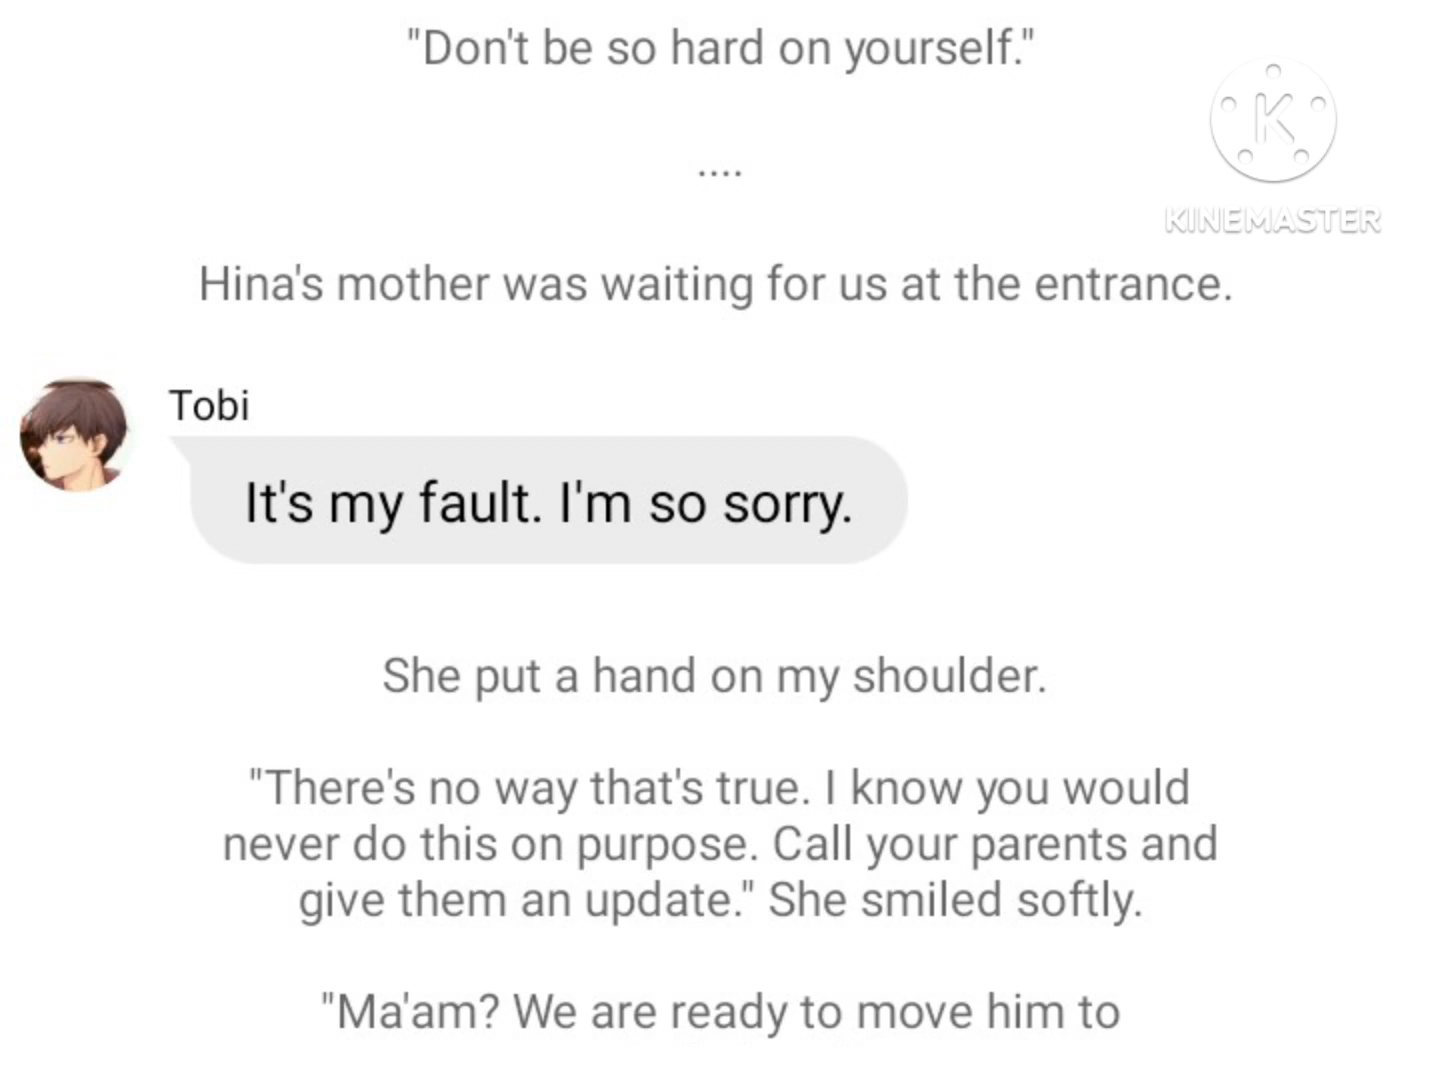 "Don't be so hard on yourself."
K
KINEMASTER
....
Hina's mother was waiting for us at the entrance.
Tobi
It's my fault. I'm so sorry.
She put a hand on my shoulder.
"There's no way that's true. I know you would
never do this on purpose. Call your parents and
give them an update." She smiled softly.
"Ma'am? We are ready to move him to